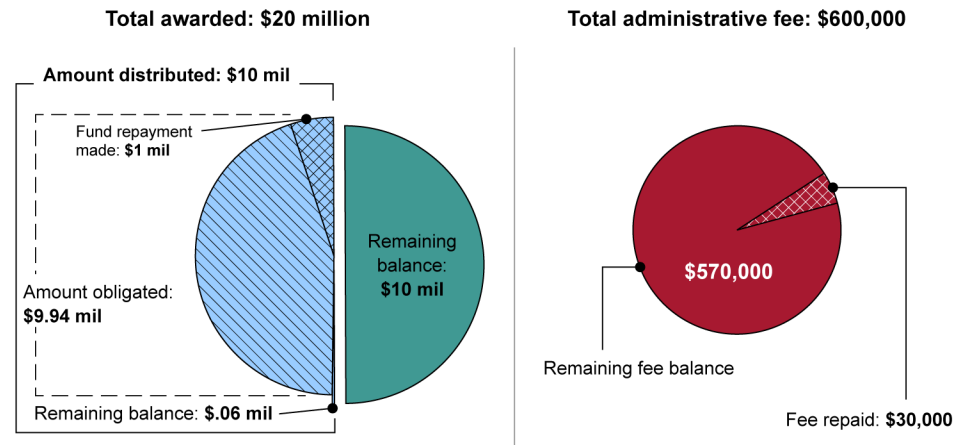 Total awarded: $20 million
Amount distributed: $10 mil
Fund repayment
made: $1 mil
Remaining
balance:
$10 mil
Amount obligated:
$9.94 mil
Remaining balance: $.06 mil
Total administrative fee: $600,000
$570,000
Remaining fee balance
Fee repaid: $30,000